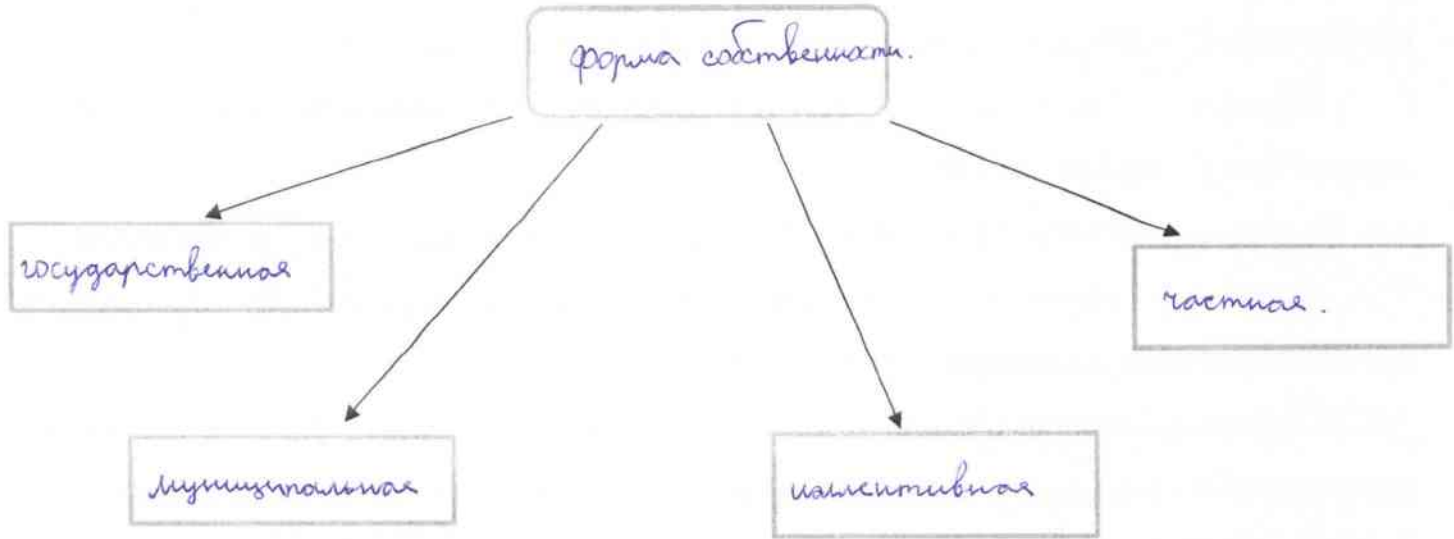 форма собственности.
государственная
частная.
муниципальная
коллективная